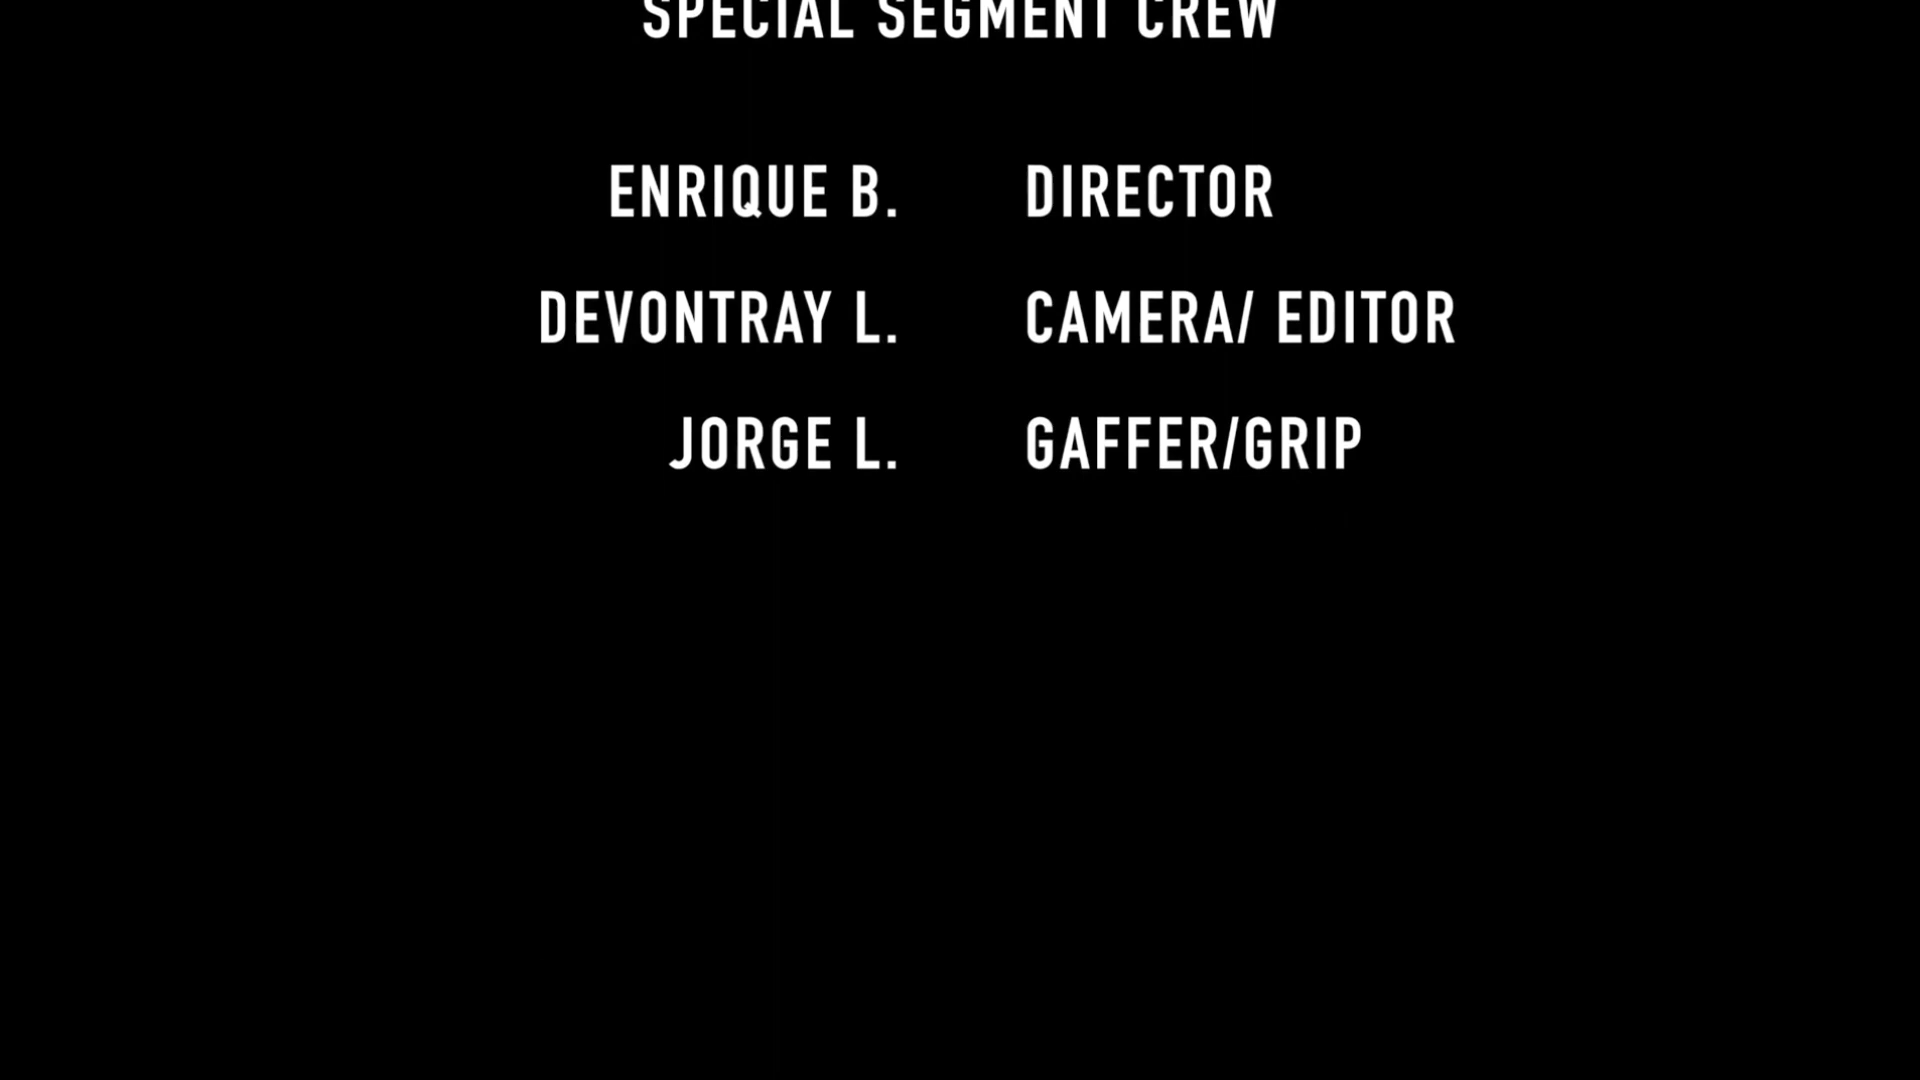 SPECIAL SEGMENT CREW
ENRIQUE B. DIRECTOR
DEVONTRAY L. CAMERA/ EDITOR
JORGE L. GAFFER/GRIP